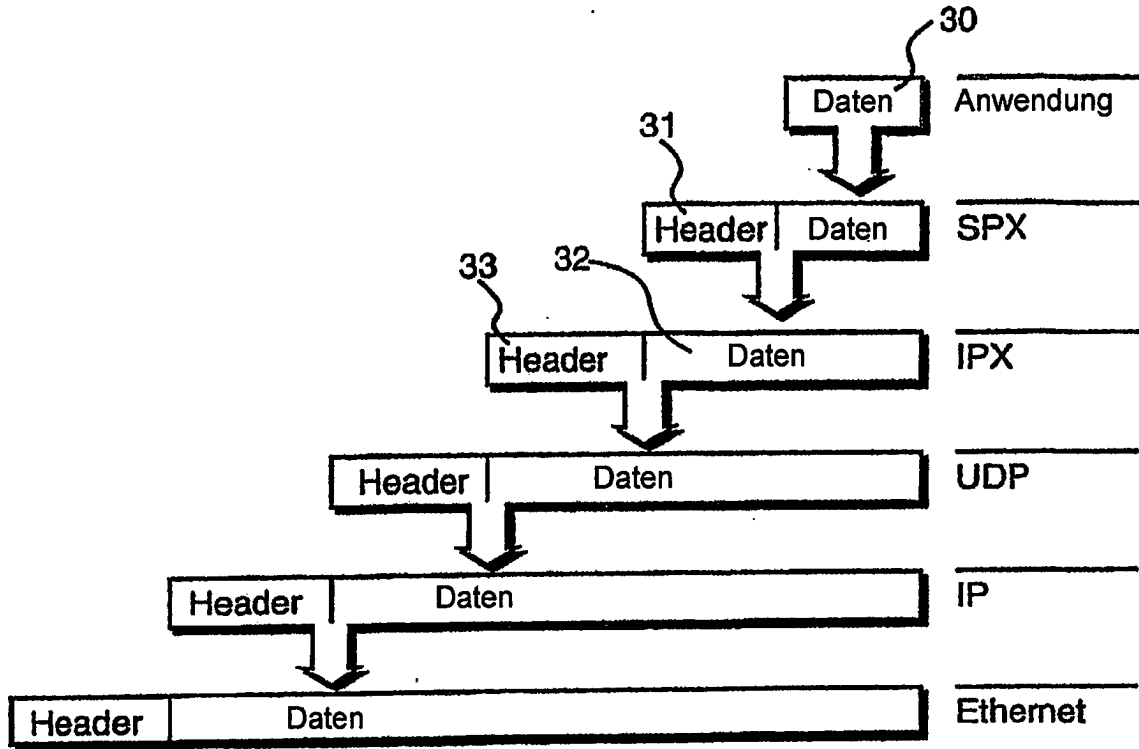 30
Daten Anwendung
31
Header Daten SPX
33 32
Header Daten IPX
Header Daten UDP
Header Daten IP
Header Daten Ethernet